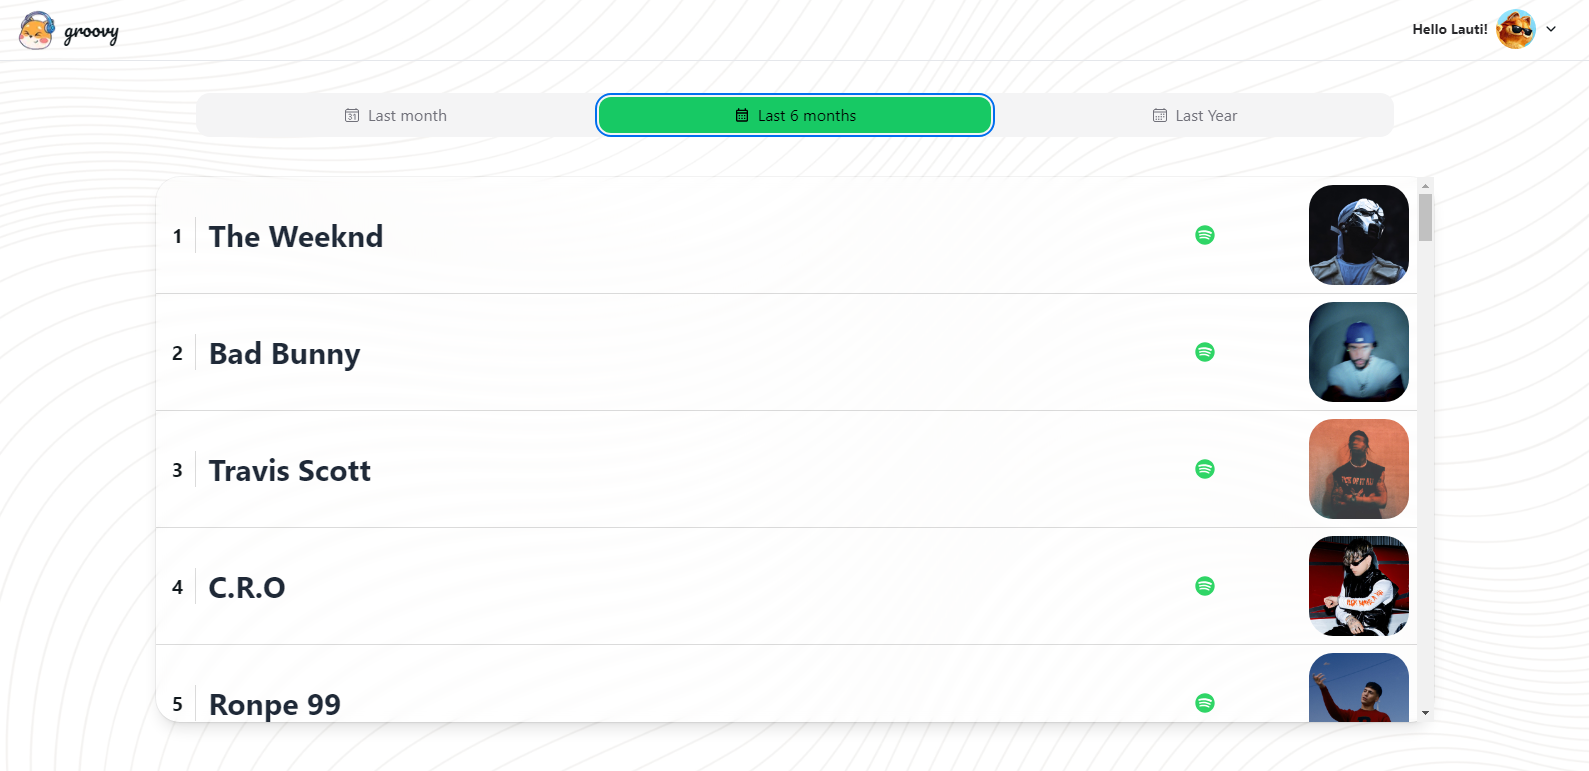 groovy
Hello Lauti!
Last month
Last 6 months
Last Year
1 The Weeknd
2 Bad Bunny
3 Travis Scott
4 C.R.O
5 Ronpe 99